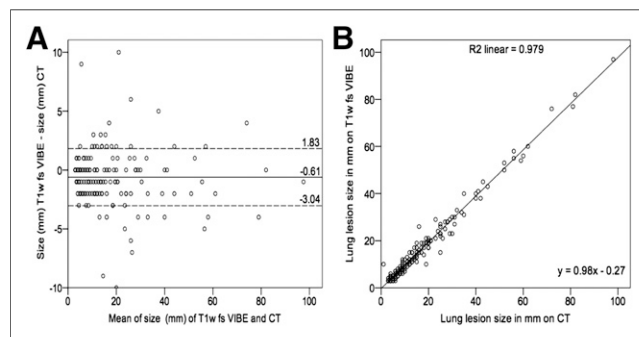 A
Size (mm) T1w fs VIBE - size (mm) CT
10
5
0
-5
-10
1.83
-0.61
-3.04
0 20 40 60 80 100
Mean of size (mm) of T1w fs VIBE and CT
B
R2 linear = 0.979
Lung lesion size in mm on T1w fs VIBE
100
80
60
40
20
0
y = 0.98x - 0.27
0 20 40 60 80 100
Lung lesion size in mm on CT